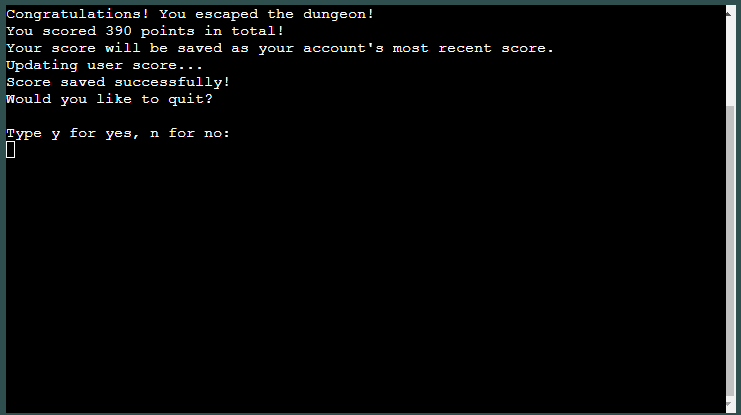 Congratulations! You escaped the dungeon!
You scored 390 points in total!
Your score will be saved as your account's most recent score.
Updating user score...
Score saved successfully!
Would you like to quit?
Type y for yes, n for no: